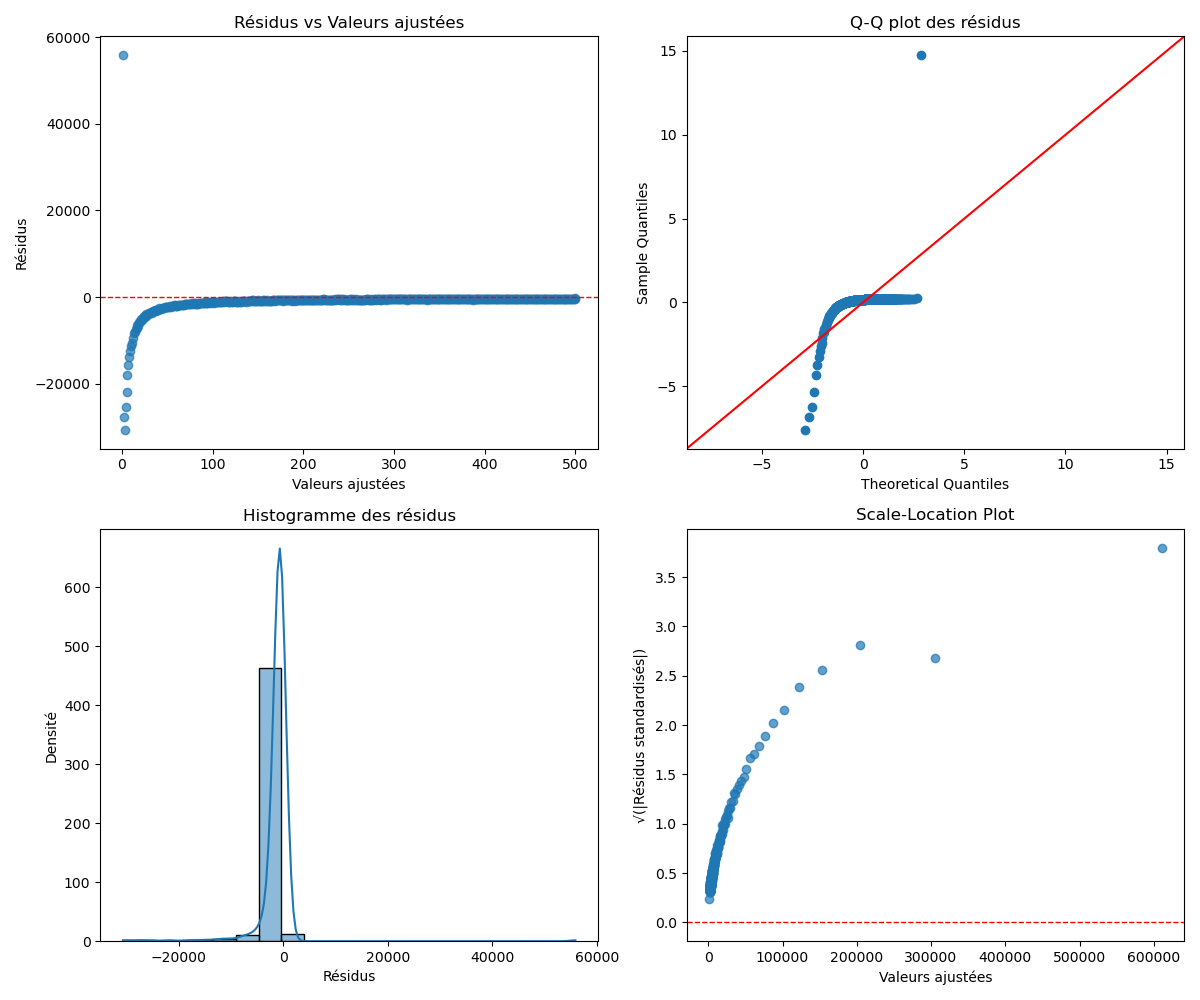 Résidus vs Valeurs ajustées
60000
40000
20000
0
−20000
Résidus
0 100 200 300 400 500
Valeurs ajustées
Q-Q plot des résidus
15
10
5
0
−5
Sample Quantiles
−5 0 5 10 15
Theoretical Quantiles
Histogramme des résidus
600
500
400
300
200
100
0
Densité
−20000 0 20000 40000 60000
Résidus
Scale-Location Plot
3.5
3.0
2.5
2.0
1.5
1.0
0.5
0.0
√(|Résidus standardisés|)
0 100000 200000 300000 400000 500000 600000
Valeurs ajustées